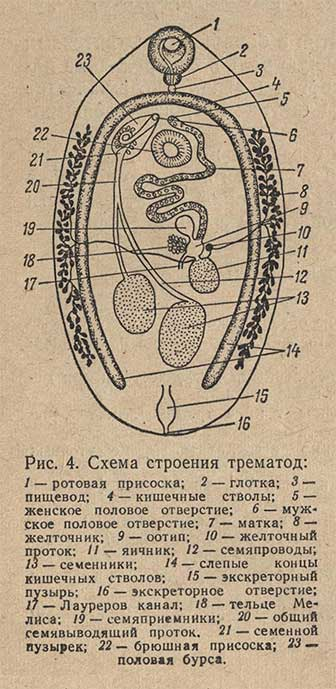 1
2
3
4
5
6
7
8
9
10
11
12
13
14
15
16
17
18
19
20
21
22
23
Рис. 4. Схема строения трематод:
1 — ротовая присоска; 2 — глотка; 3 —
пищевод; 4 — кишечные стволы; 5 —
женское половое отверстие; 6 — муж-
ское половое отверстие; 7 — матка; 8 —
желточник; 9 — оотип; 10 — желточный
проток; 11 — яичник; 12 — семяпроводы;
13 — семенники; 14 — слепые концы
кишечных стволов; 15 — экскреторный
пузырь; 16 — экскреторное отверстие;
17 — Лауреров канал; 18 — тельце Ме-
лиса; 19 — семяприемники; 20 — общий
семявыводящий проток. 21 — семенной
пузырек; 22 — брюшная присоска; 23 —
половая бурса.